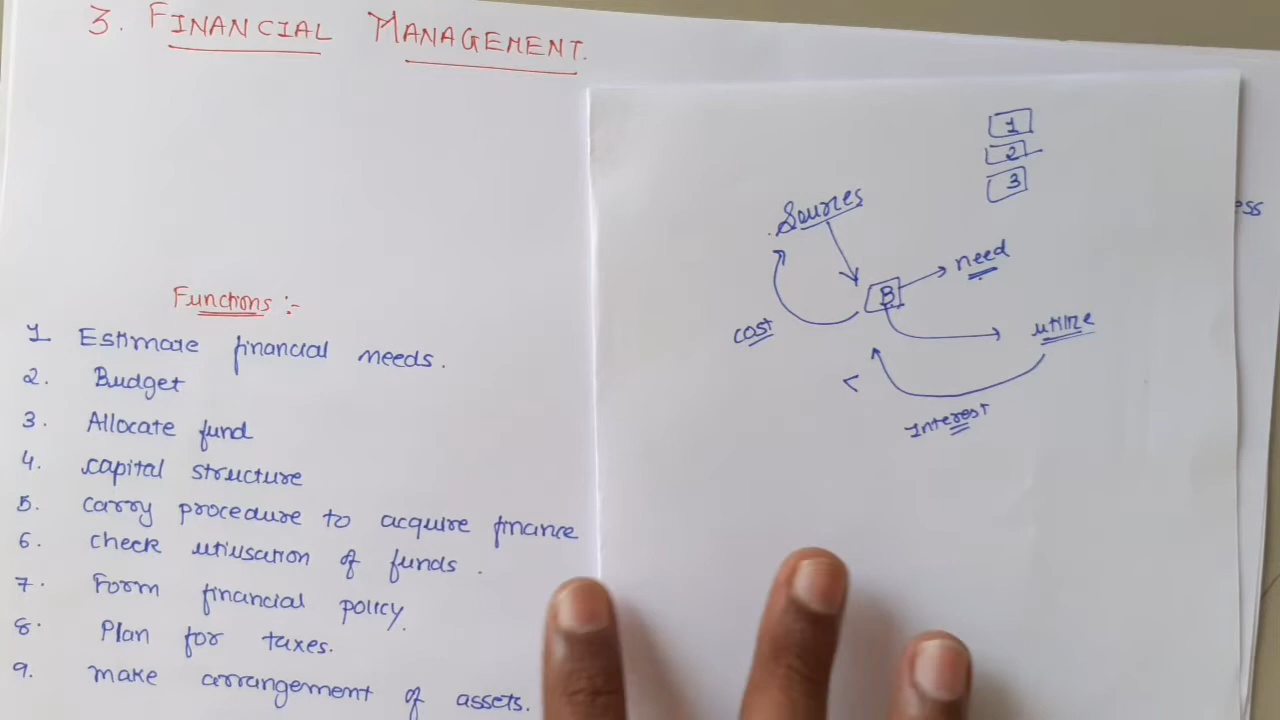 3. FINANCIAL MANAGEMENT.
Functions :-
1 Estimate financial needs.
2. Budget
3. Allocate fund
4. capital structure
5. carry procedure to acquire finance
6. check utilisation of funds.
7. Form financial policy.
8. Plan for taxes.
9. make arrangement of assets.
1
2
3
Sources
B
need
cost
utilize
Interest